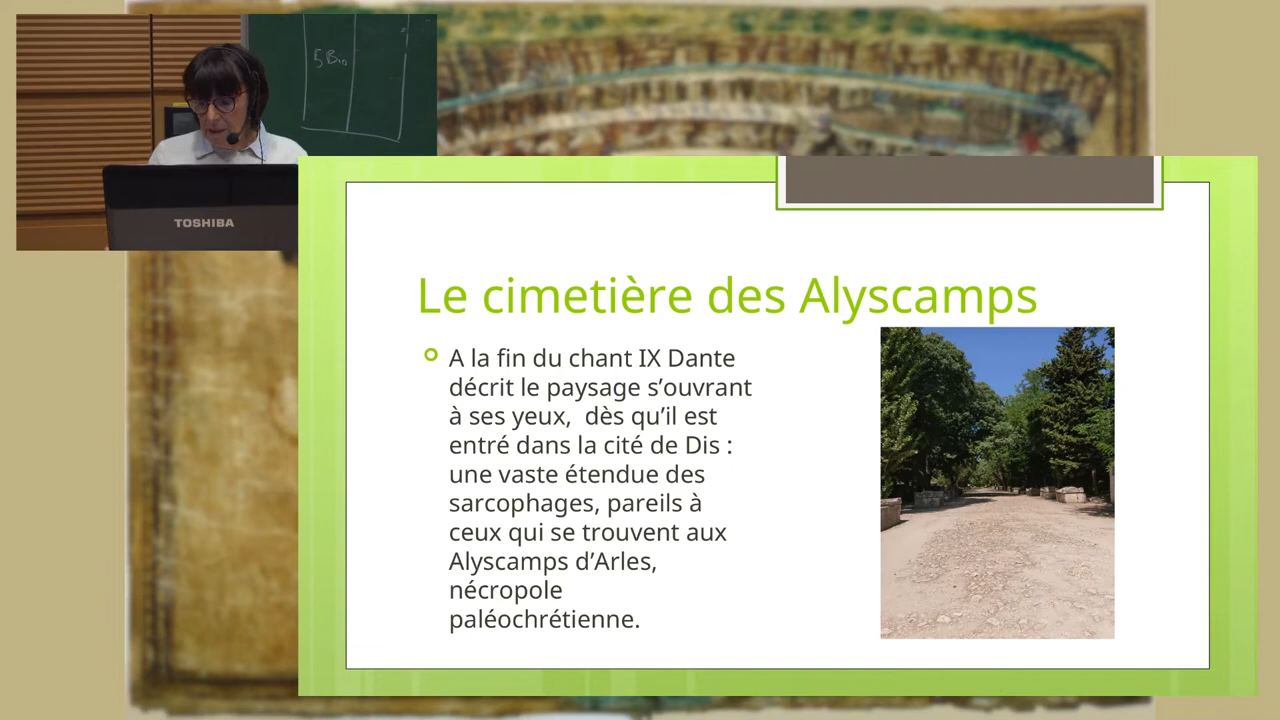 5Bio
TOSHIBA
Le cimetière des Alyscamps
A la fin du chant IX Dante
décrit le paysage s’ouvrant
à ses yeux,  dès qu’il est
entré dans la cité de Dis :
une vaste étendue des
sarcophages, pareils à
ceux qui se trouvent aux
Alyscamps d’Arles,
nécropole
paléochrétienne.